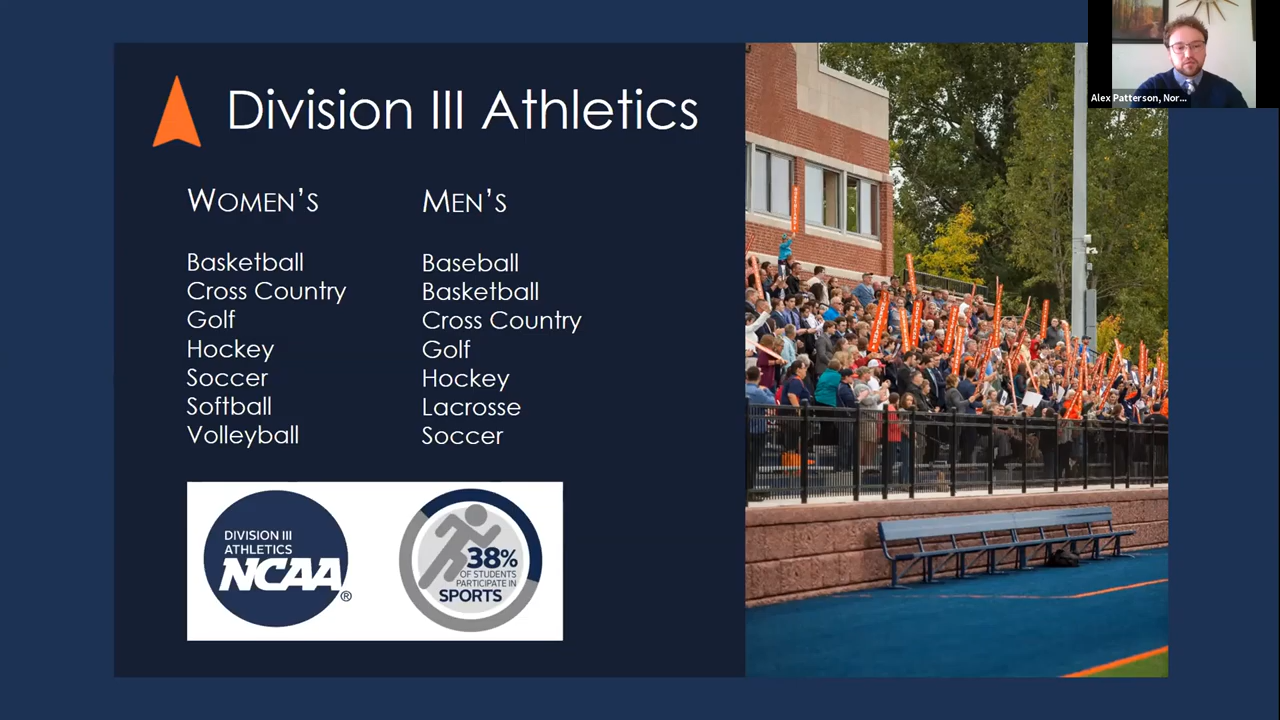 Division III Athletics
Alex Patterson, Nor...
WOMEN'S
MEN'S
Basketball
Cross Country
Golf
Hockey
Soccer
Softball
Volleyball
Baseball
Basketball
Cross Country
Golf
Hockey
Lacrosse
Soccer
DIVISION III
ATHLETICS
NCAA®
38%
OF STUDENTS
PARTICIPATE IN
SPORTS